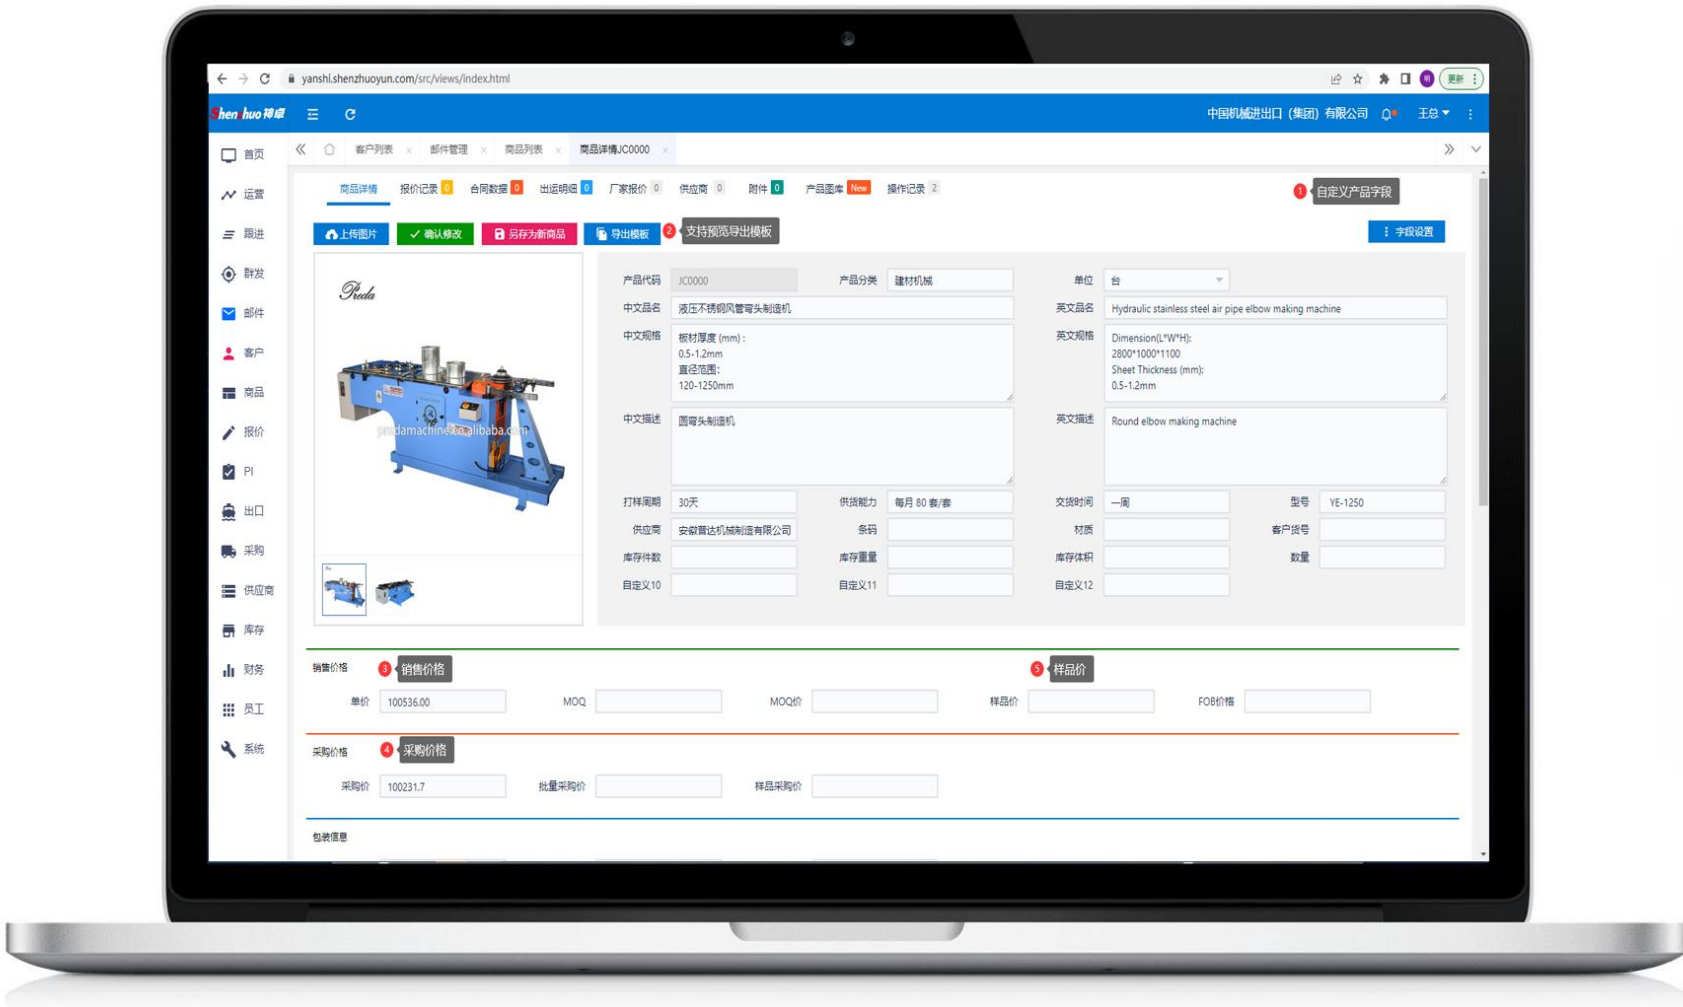 yanshi.shenzhuoyun.com/src/views/index.html
明
更新
Shenzhuo神卓
中国机械进出口（集团）有限公司
王总
首页
运营
跟进
群发
邮件
客户
商品
报价
PI
出口
采购
供应商
库存
财务
员工
系统
客户列表 × 邮件管理 × 商品列表 × 商品详情JC0000 ×
商品详情 报价记录 0 合同数据 0 出运明细 0 厂家报价 0 供应商 0 附件 0 产品图库 New 操作记录 2
1 自定义产品字段
上传图片 确认修改 另存为新商品 导出模板 2 支持预览导出模板
字段设置
Preda
predamachine.en.alibaba.com
产品代码 JC0000 产品分类 建材机械 单位 台
中文品名 液压不锈钢风管弯头制造机 英文品名 Hydraulic stainless steel air pipe elbow making machine
中文规格 板材厚度 (mm)：
0.5-1.2mm
直径范围：
120-1250mm
英文规格 Dimension(L*W*H):
2800*1000*1100
Sheet Thickness (mm):
0.5-1.2mm
中文描述 圆弯头制造机 英文描述 Round elbow making machine
打样周期 30天 供货能力 每月 80 套/套 交货时间 一周 型号 YE-1250
供应商 安徽普达机械制造有限公司 条码 材质 客户货号
库存件数 库存重量 库存体积 数量
自定义10 自定义11 自定义12
销售价格 3 销售价格 5 样品价
单价 100536.00 MOQ MOQ价 样品价 FOB价格
采购价格 4 采购价格
采购价 100231.7 批量采购价 样品采购价
包装信息